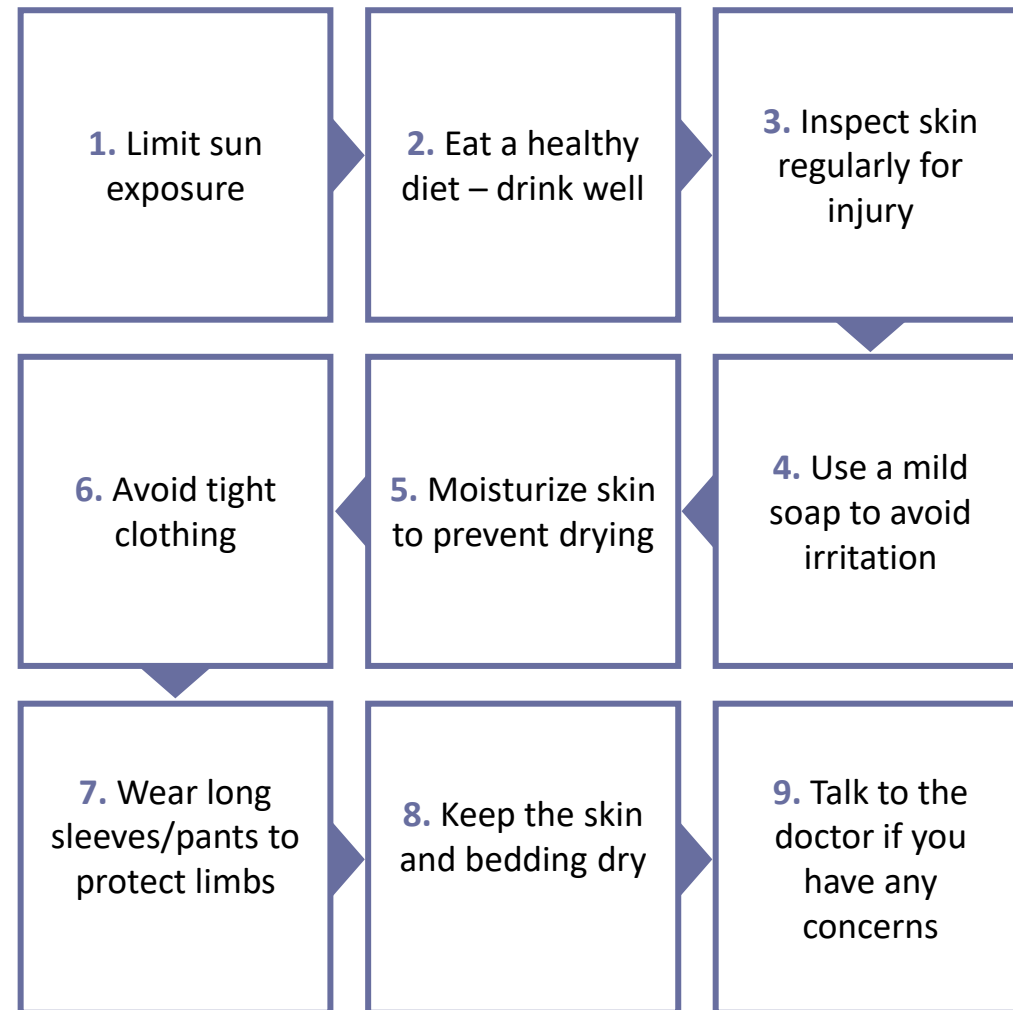 1. Limit sun
exposure
2. Eat a healthy
diet – drink well
3. Inspect skin
regularly for
injury
4. Use a mild
soap to avoid
irritation
5. Moisturize skin
to prevent drying
6. Avoid tight
clothing
7. Wear long
sleeves/pants to
protect limbs
8. Keep the skin
and bedding dry
9. Talk to the
doctor if you
have any
concerns